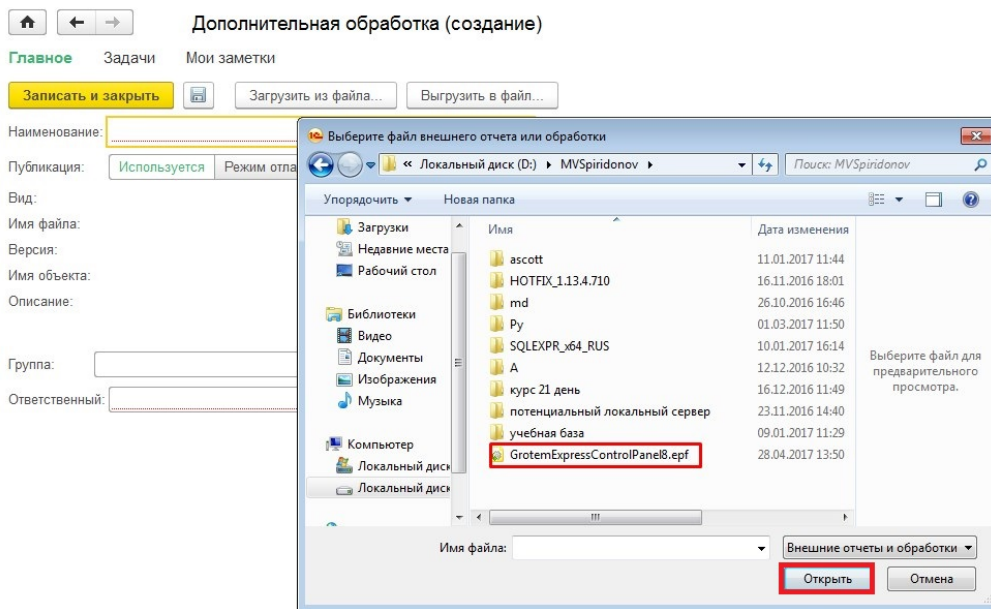 Дополнительная обработка (создание)
Главное Задачи Мои заметки
Записать и закрыть Загрузить из файла... Выгрузить в файл...
Наименование:
Публикация: Используется Режим отла
Вид:
Имя файла:
Версия:
Имя объекта:
Описание:
Группа:
Ответственный:
Выберите файл внешнего отчета или обработки
« Локальный диск (D:) MVSpiridonov Поиск: MVSpiridonov
Упорядочить Новая папка
Загрузки
Недавние места
Рабочий стол
Библиотеки
Видео
Документы
Изображения
Музыка
Компьютер
Локальный диск
Локальный диск
Имя Дата изменения
ascott 11.01.2017 11:44
HOTFIX_1.13.4.710 16.11.2016 18:01
md 26.10.2016 16:46
Py 01.03.2017 11:50
SQLEXPR_x64_RUS 10.01.2017 16:14
А 12.12.2016 10:32
курс 21 день 16.12.2016 11:49
потенциальный локальный сервер 23.11.2016 14:40
учебная база 09.01.2017 11:29
GrotemExpressControlPanel8.epf 28.04.2017 13:50
Выберите файл для
предварительного
просмотра.
Имя файла: Внешние отчеты и обработки
Открыть Отмена